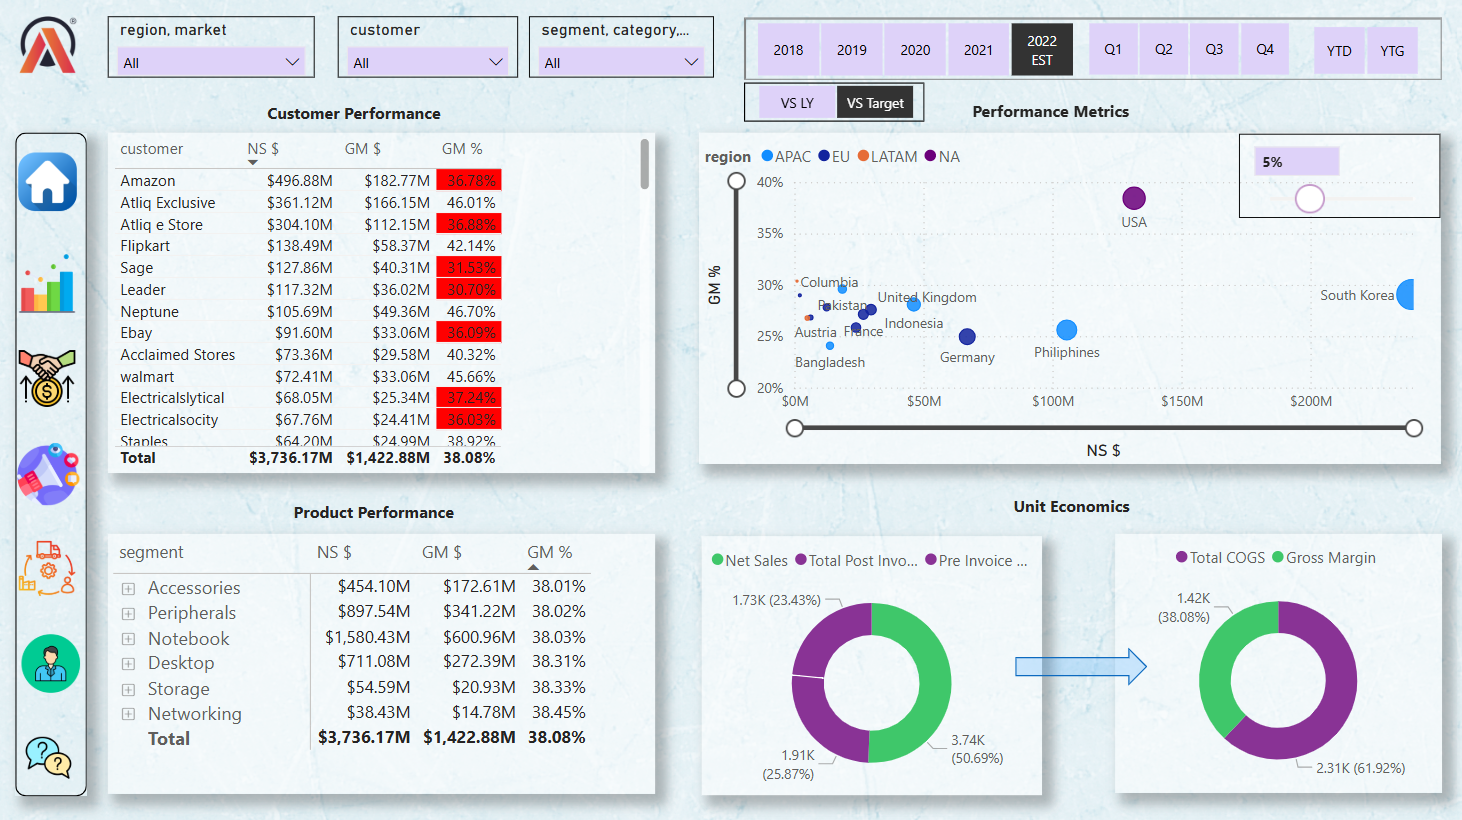 region, market
All
customer
All
segment, category,...
All
2018 2019 2020 2021 2022 EST Q1 Q2 Q3 Q4 YTD YTG
VS LY VS Target
Customer Performance
customer NS $ GM $ GM %
Amazon $496.88M $182.77M 36.78%
Atliq Exclusive $361.12M $166.15M 46.01%
Atliq e Store $304.10M $112.15M 36.88%
Flipkart $138.49M $58.37M 42.14%
Sage $127.86M $40.31M 31.53%
Leader $117.32M $36.02M 30.70%
Neptune $105.69M $49.36M 46.70%
Ebay $91.60M $33.06M 36.09%
Acclaimed Stores $73.36M $29.58M 40.32%
walmart $72.41M $33.06M 45.66%
Electricalslytical $68.05M $25.34M 37.24%
Electricalsocity $67.76M $24.41M 36.03%
Staples $64.20M $24.99M 38.92%
Total $3,736.17M $1,422.88M 38.08%
Performance Metrics
region APAC EU LATAM NA
5%
GM %
40%
35%
30%
25%
20%
USA
Columbia
South Korea
Pakistan
United Kingdom
Indonesia
Austria
France
Bangladesh
Germany
Philiphines
$0M $50M $100M $150M $200M
NS $
Product Performance
segment NS $ GM $ GM %
Accessories $454.10M $172.61M 38.01%
Peripherals $897.54M $341.22M 38.02%
Notebook $1,580.43M $600.96M 38.03%
Desktop $711.08M $272.39M 38.31%
Storage $54.59M $20.93M 38.33%
Networking $38.43M $14.78M 38.45%
Total $3,736.17M $1,422.88M 38.08%
Unit Economics
Net Sales Total Post Invo... Pre Invoice ...
1.73K (23.43%)
3.74K
(50.69%)
1.91K
(25.87%)
Total COGS Gross Margin
1.42K
(38.08%)
2.31K (61.92%)